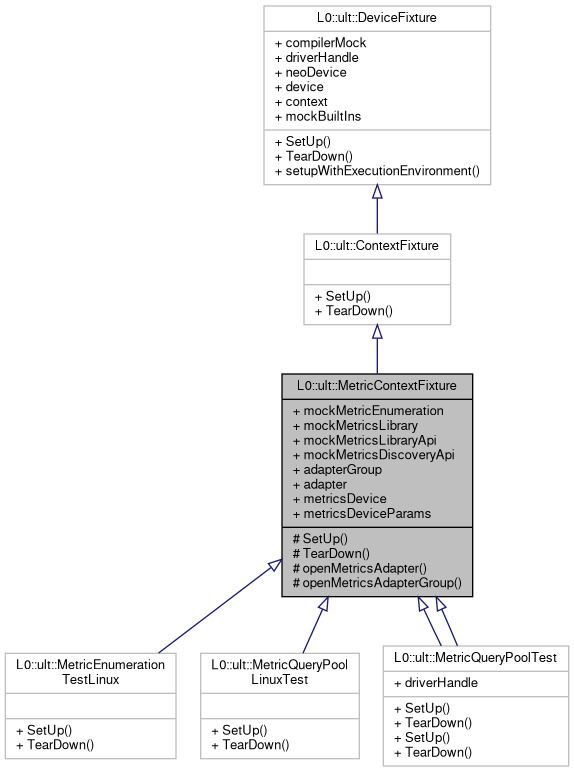 L0::ult::DeviceFixture
+ compilerMock
+ driverHandle
+ neoDevice
+ device
+ context
+ mockBuiltIns
+ SetUp()
+ TearDown()
+ setupWithExecutionEnvironment()
L0::ult::ContextFixture
+ SetUp()
+ TearDown()
L0::ult::MetricContextFixture
+ mockMetricEnumeration
+ mockMetricsLibrary
+ mockMetricsLibraryApi
+ mockMetricsDiscoveryApi
+ adapterGroup
+ adapter
+ metricsDevice
+ metricsDeviceParams
# SetUp()
# TearDown()
# openMetricsAdapter()
# openMetricsAdapterGroup()
L0::ult::MetricEnumeration
TestLinux
+ SetUp()
+ TearDown()
L0::ult::MetricQueryPool
LinuxTest
+ SetUp()
+ TearDown()
L0::ult::MetricQueryPoolTest
+ driverHandle
+ SetUp()
+ TearDown()
+ SetUp()
+ TearDown()